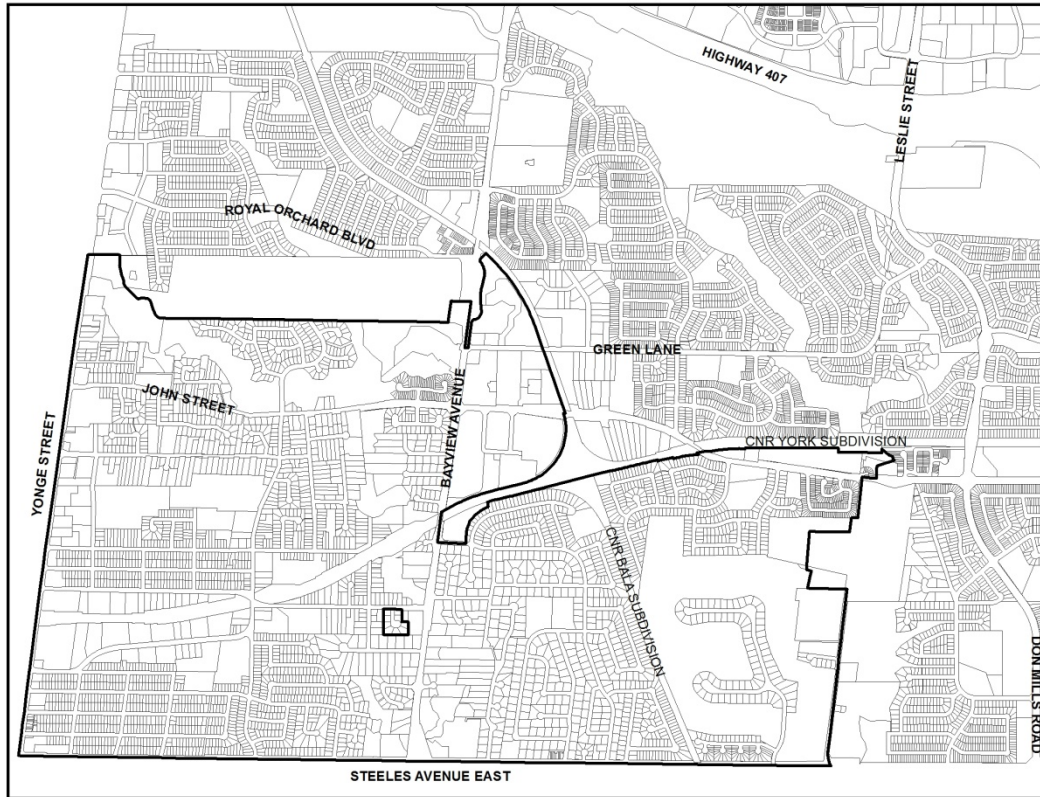 HIGHWAY 407
LESLIE STREET
ROYAL ORCHARD BLVD
GREEN LANE
JOHN STREET
BAYVIEW AVENUE
YONGE STREET
CNR YORK SUBDIVISION
CNR BALA SUBDIVISION
DON MILLS ROAD
STEELES AVENUE EAST